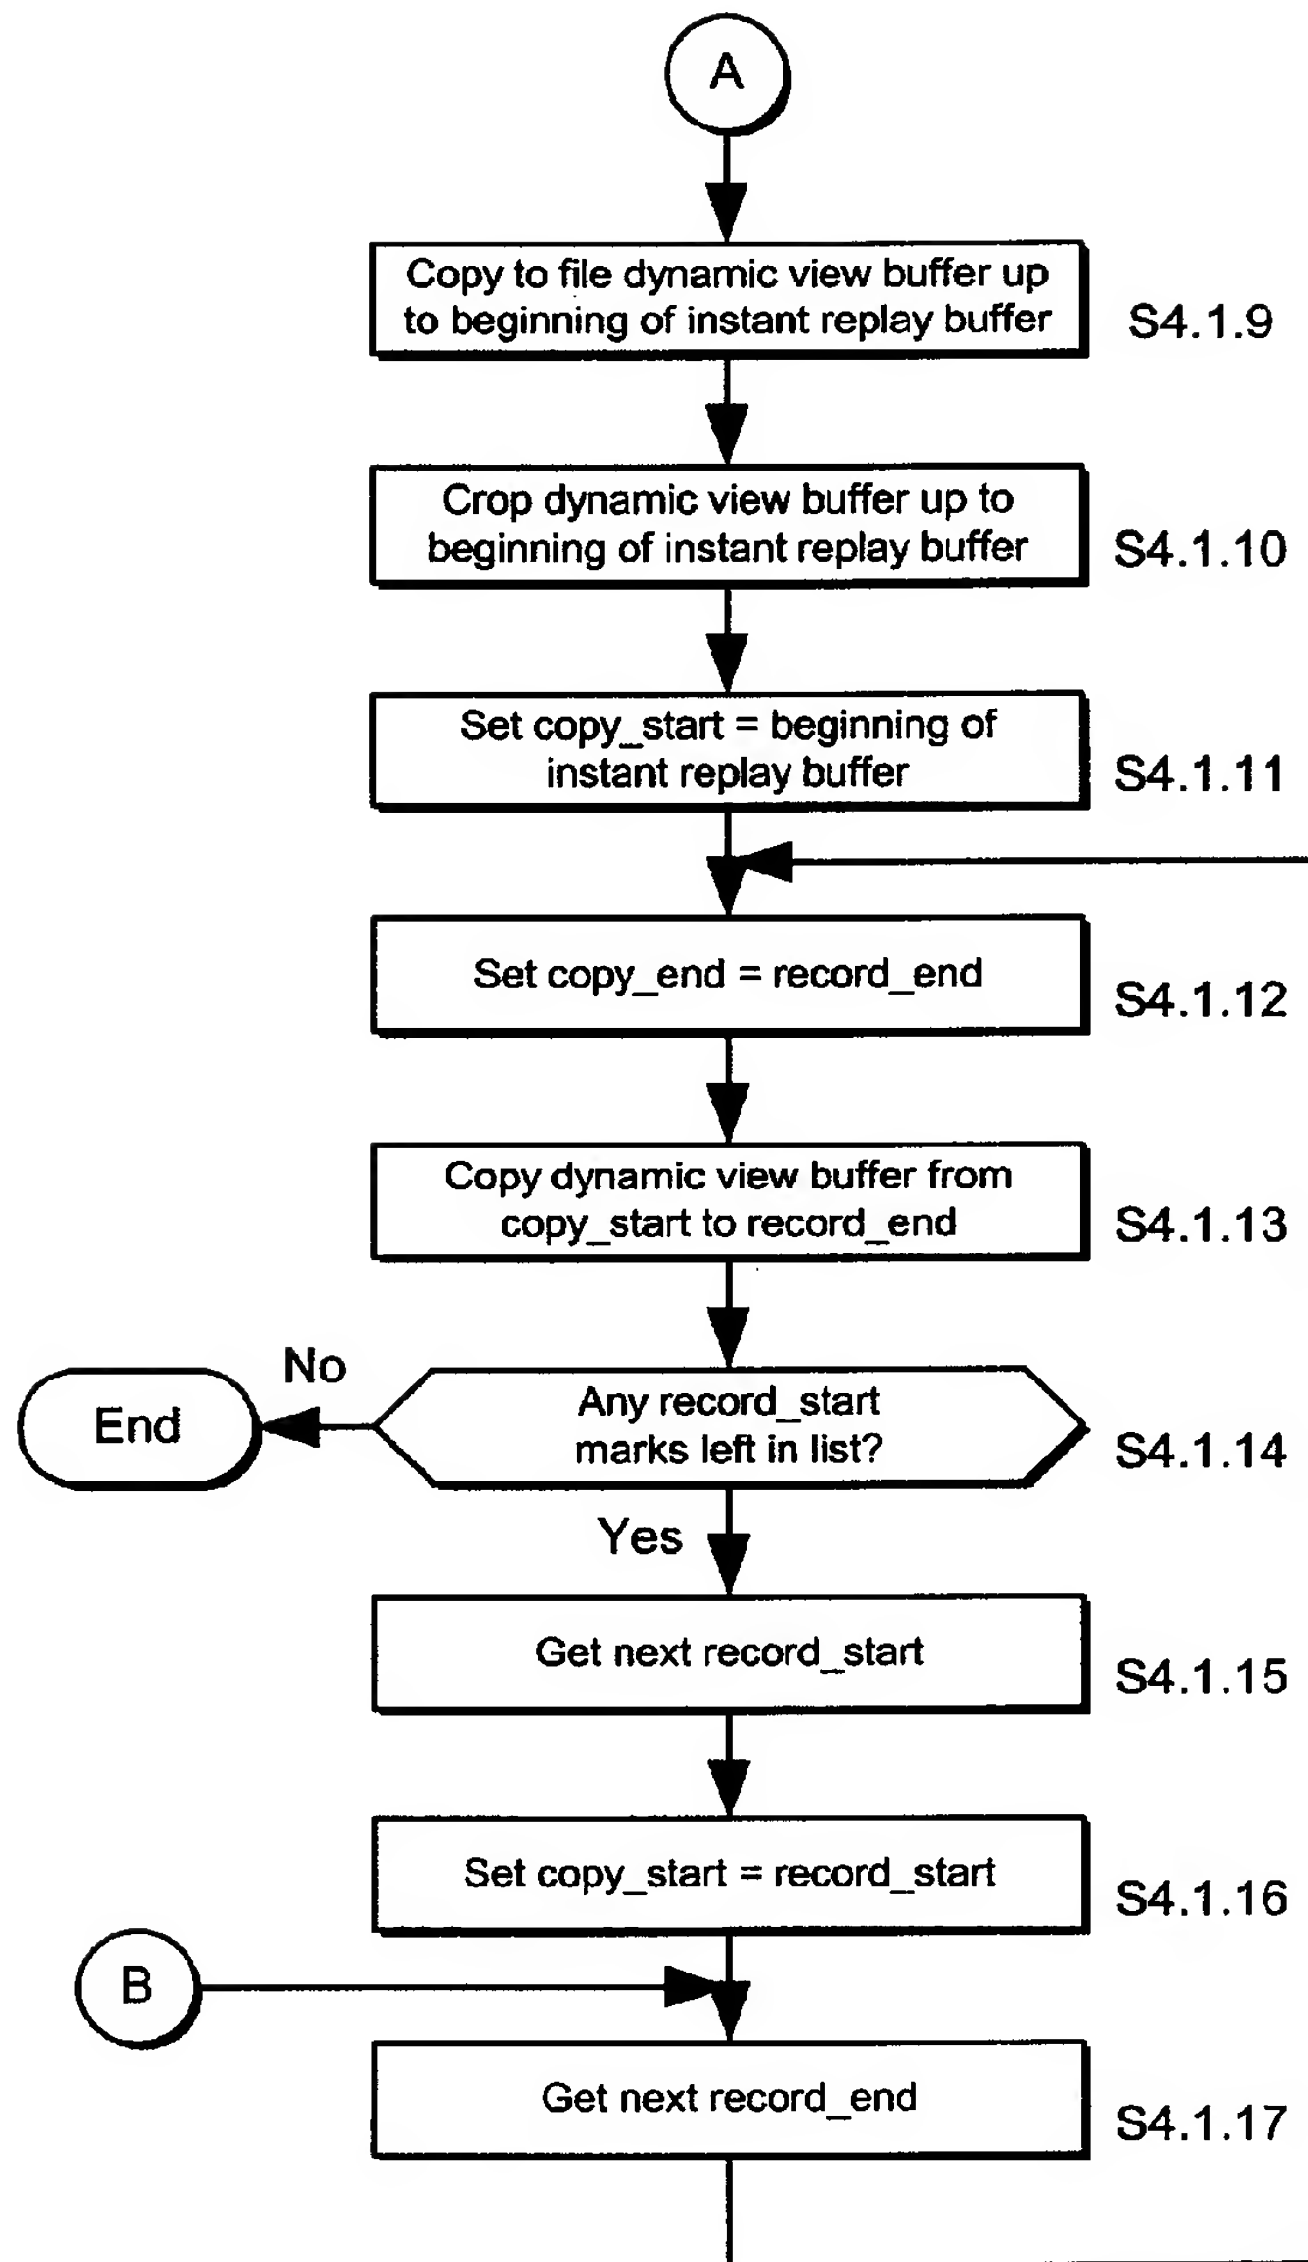 A
Copy to file dynamic view buffer up
to beginning of instant replay buffer
S4.1.9
Crop dynamic view buffer up to
beginning of instant replay buffer
S4.1.10
Set copy_start = beginning of
instant replay buffer
S4.1.11
Set copy_end = record_end
S4.1.12
Copy dynamic view buffer from
copy_start to record_end
S4.1.13
No
End
Any record_start
marks left in list?
S4.1.14
Yes
Get next record_start
S4.1.15
Set copy_start = record_start
S4.1.16
B
Get next record_end
S4.1.17